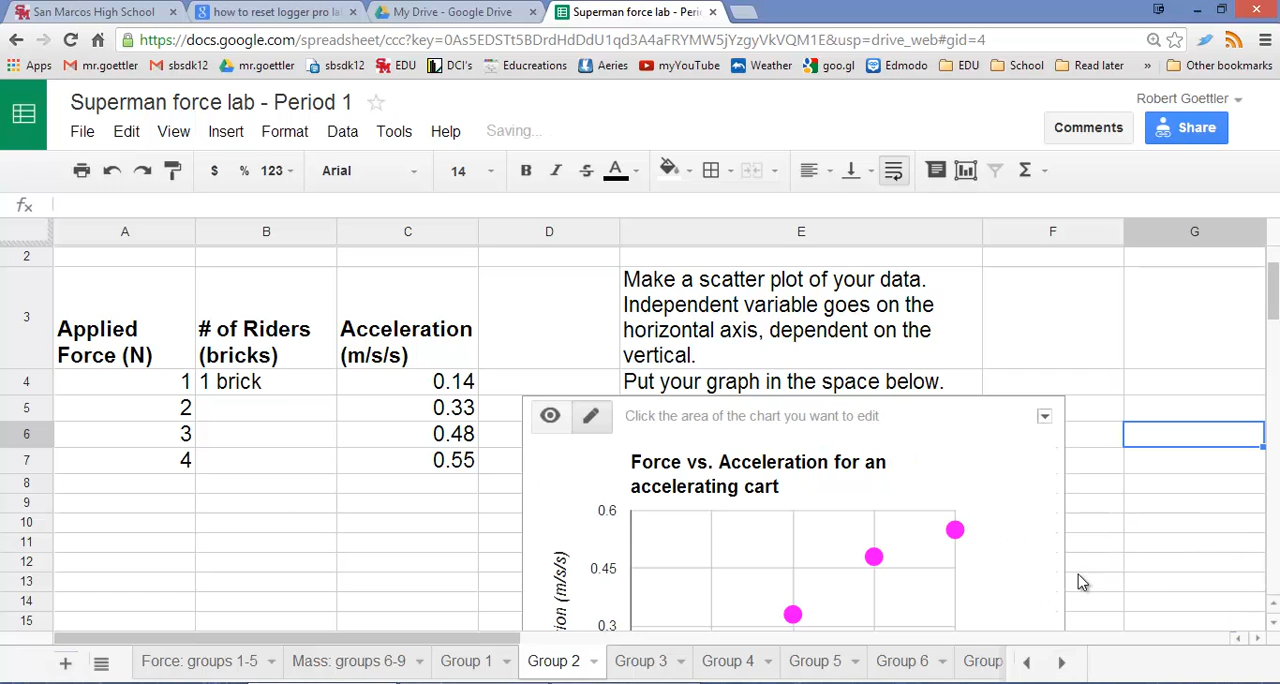 San Marcos High School
how to reset logger pro la
My Drive - Google Drive
Superman force lab - Peri
https://docs.google.com/spreadsheet/ccc?key=0As5EDSTt5BDrdHdDdU1qd3A4aFRYMW5jYzgyVkVQM1E&usp=drive_web#gid=4
Apps mr.goettler sbsdk12 mr.goettler sbsdk12 EDU DCI's Educreations Aeries myYouTube Weather goo.gl Edmodo EDU School Read later » Other bookmarks
Superman force lab - Period 1
Robert Goettler
File Edit View Insert Format Data Tools Help Saving...
Comments Share
$ % 123 Arial 14 B I S A Σ
fx
A B C D E F G
2
3
Applied
Force (N)
# of Riders
(bricks)
Acceleration
(m/s/s)
Make a scatter plot of your data.
Independent variable goes on the
horizontal axis, dependent on the
vertical.
4 1 1 brick 0.14 Put your graph in the space below.
5 2 0.33
6 3 0.48
7 4 0.55
8
9
10
11
12
13
14
15
Click the area of the chart you want to edit
Force vs. Acceleration for an
accelerating cart
0.6
0.45
0.3
(m/s/s)
Force: groups 1-5 Mass: groups 6-9 Group 1 Group 2 Group 3 Group 4 Group 5 Group 6 Group